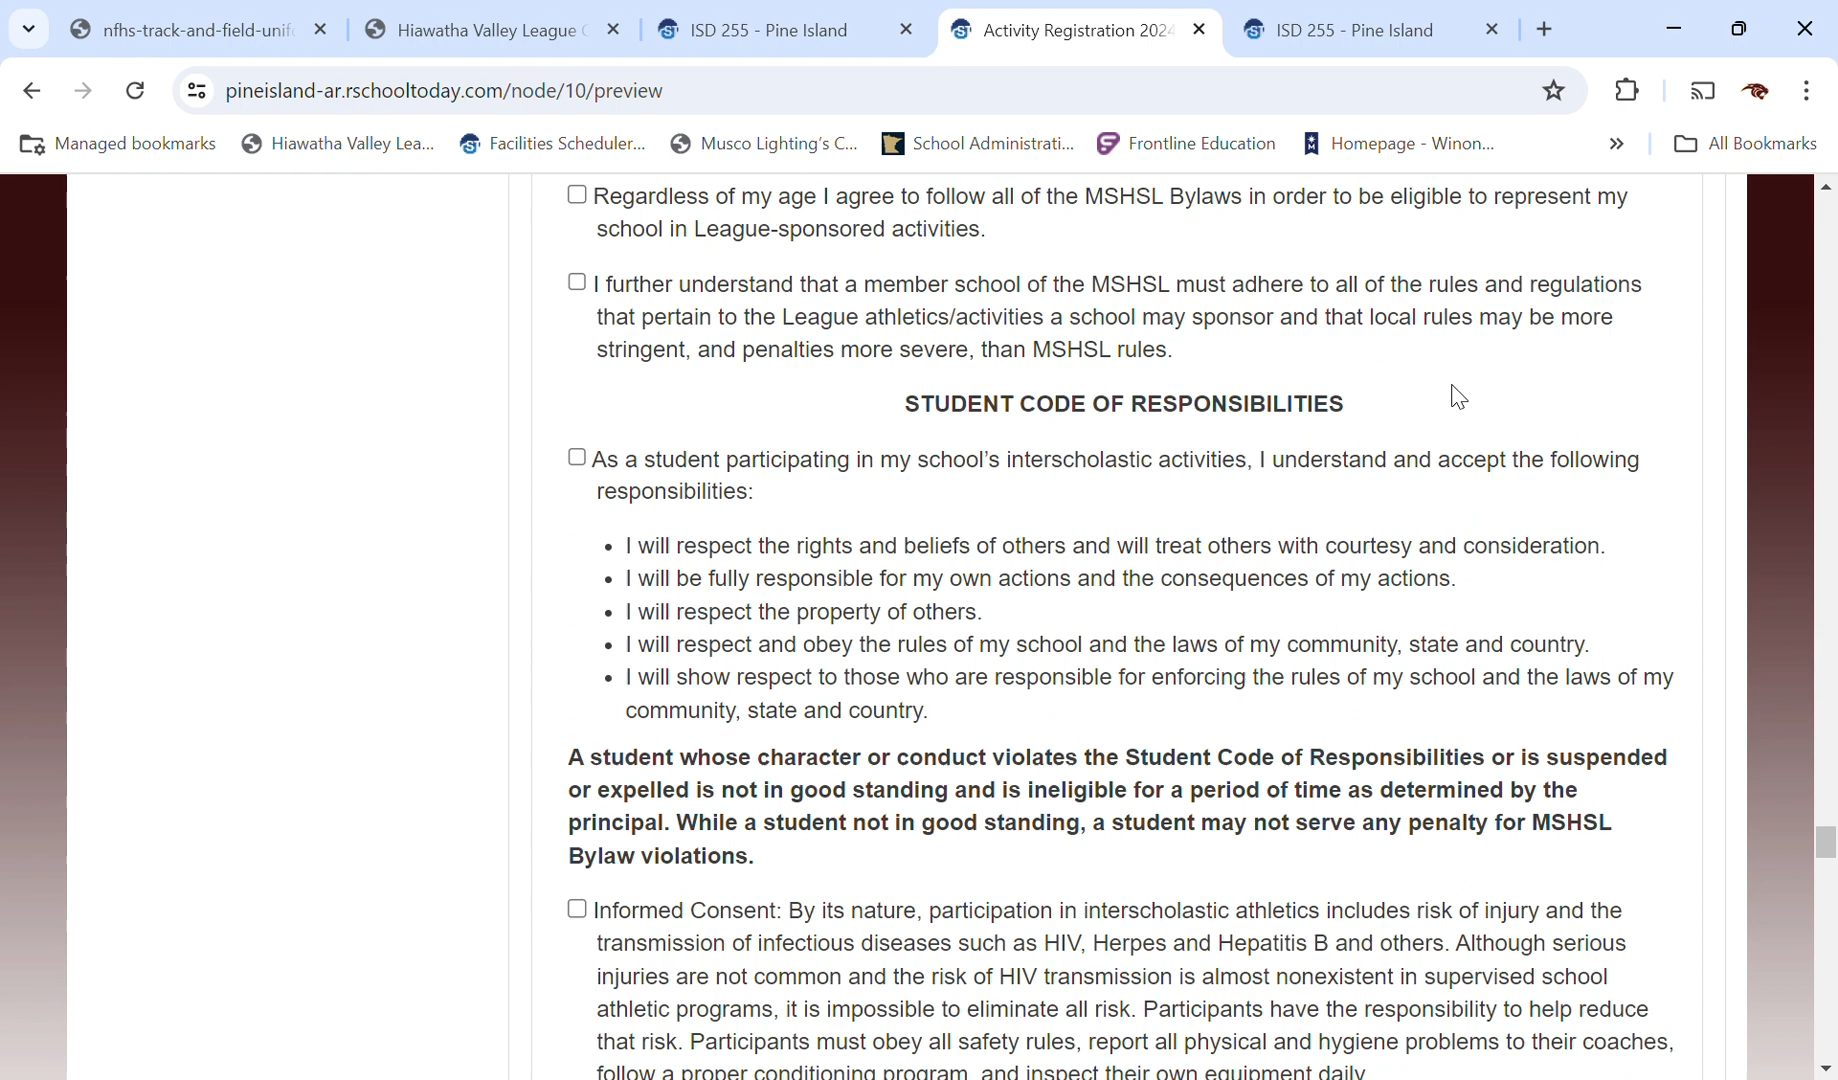 nfhs-track-and-field-unif
Hiawatha Valley League C
ISD 255 - Pine Island
Activity Registration 2024
ISD 255 - Pine Island
pineisland-ar.rschooltoday.com/node/10/preview
Managed bookmarks
Hiawatha Valley Lea...
Facilities Scheduler...
Musco Lighting's C...
School Administrati...
Frontline Education
Homepage - Winon...
»
All Bookmarks
Regardless of my age I agree to follow all of the MSHSL Bylaws in order to be eligible to represent my
school in League-sponsored activities.
I further understand that a member school of the MSHSL must adhere to all of the rules and regulations
that pertain to the League athletics/activities a school may sponsor and that local rules may be more
stringent, and penalties more severe, than MSHSL rules.
STUDENT CODE OF RESPONSIBILITIES
As a student participating in my school's interscholastic activities, I understand and accept the following
responsibilities:
• I will respect the rights and beliefs of others and will treat others with courtesy and consideration.
• I will be fully responsible for my own actions and the consequences of my actions.
• I will respect the property of others.
• I will respect and obey the rules of my school and the laws of my community, state and country.
• I will show respect to those who are responsible for enforcing the rules of my school and the laws of my
community, state and country.
A student whose character or conduct violates the Student Code of Responsibilities or is suspended
or expelled is not in good standing and is ineligible for a period of time as determined by the
principal. While a student not in good standing, a student may not serve any penalty for MSHSL
Bylaw violations.
Informed Consent: By its nature, participation in interscholastic athletics includes risk of injury and the
transmission of infectious diseases such as HIV, Herpes and Hepatitis B and others. Although serious
injuries are not common and the risk of HIV transmission is almost nonexistent in supervised school
athletic programs, it is impossible to eliminate all risk. Participants have the responsibility to help reduce
that risk. Participants must obey all safety rules, report all physical and hygiene problems to their coaches,
follow a proper conditioning program, and inspect their own equipment daily